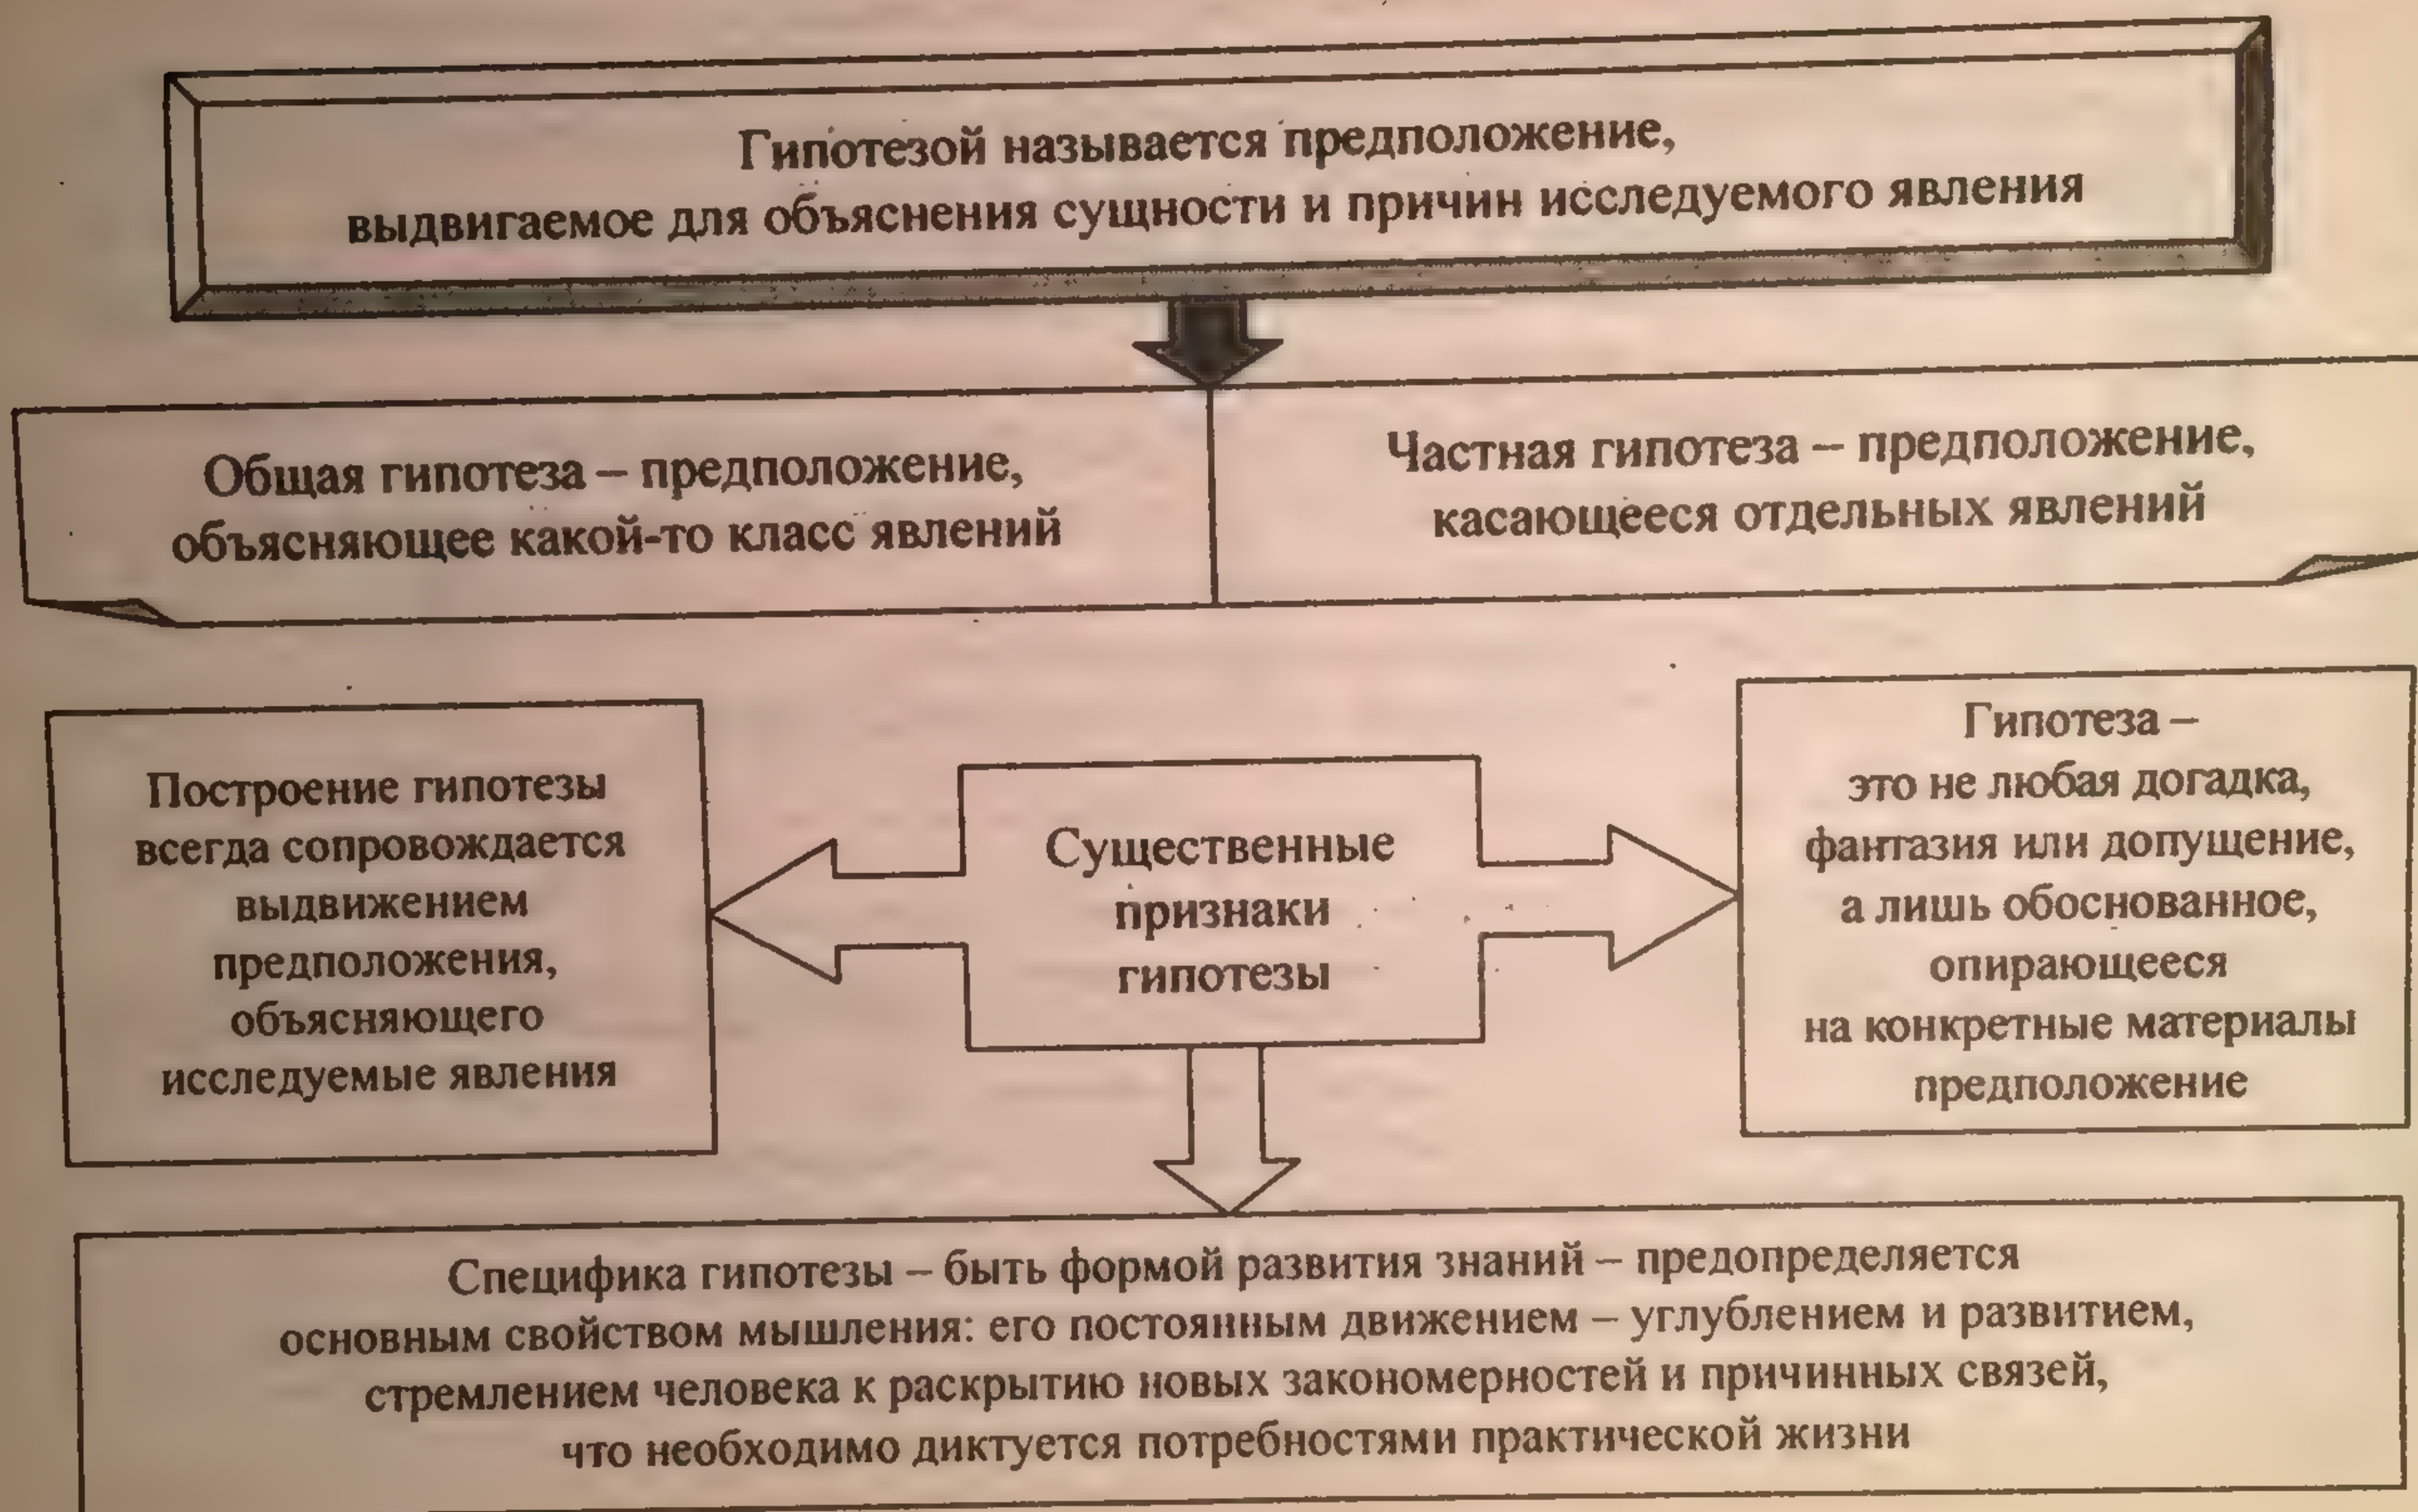 Гипотезой называется предположение,
выдвигаемое для объяснения сущности и причин исследуемого явления
Общая гипотеза – предположение,
объясняющее какой-то класс явлений
Частная гипотеза – предположение,
касающееся отдельных явлений
Построение гипотезы
всегда сопровождается
выдвижением
предположения,
объясняющего
исследуемые явления
Существенные
признаки
гипотезы
Гипотеза –
это не любая догадка,
фантазия или допущение,
а лишь обоснованное,
опирающееся
на конкретные материалы
предположение
Специфика гипотезы – быть формой развития знаний – предопределяется
основным свойством мышления: его постоянным движением – углублением и развитием,
стремлением человека к раскрытию новых закономерностей и причинных связей,
что необходимо диктуется потребностями практической жизни